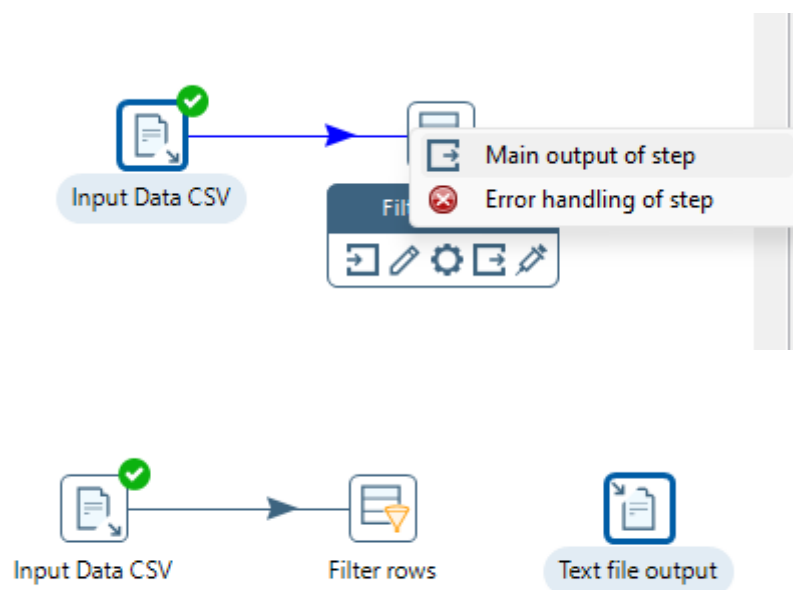 Main output of step
Input Data CSV
Error handling of step
Input Data CSV
Filter rows
Text file output